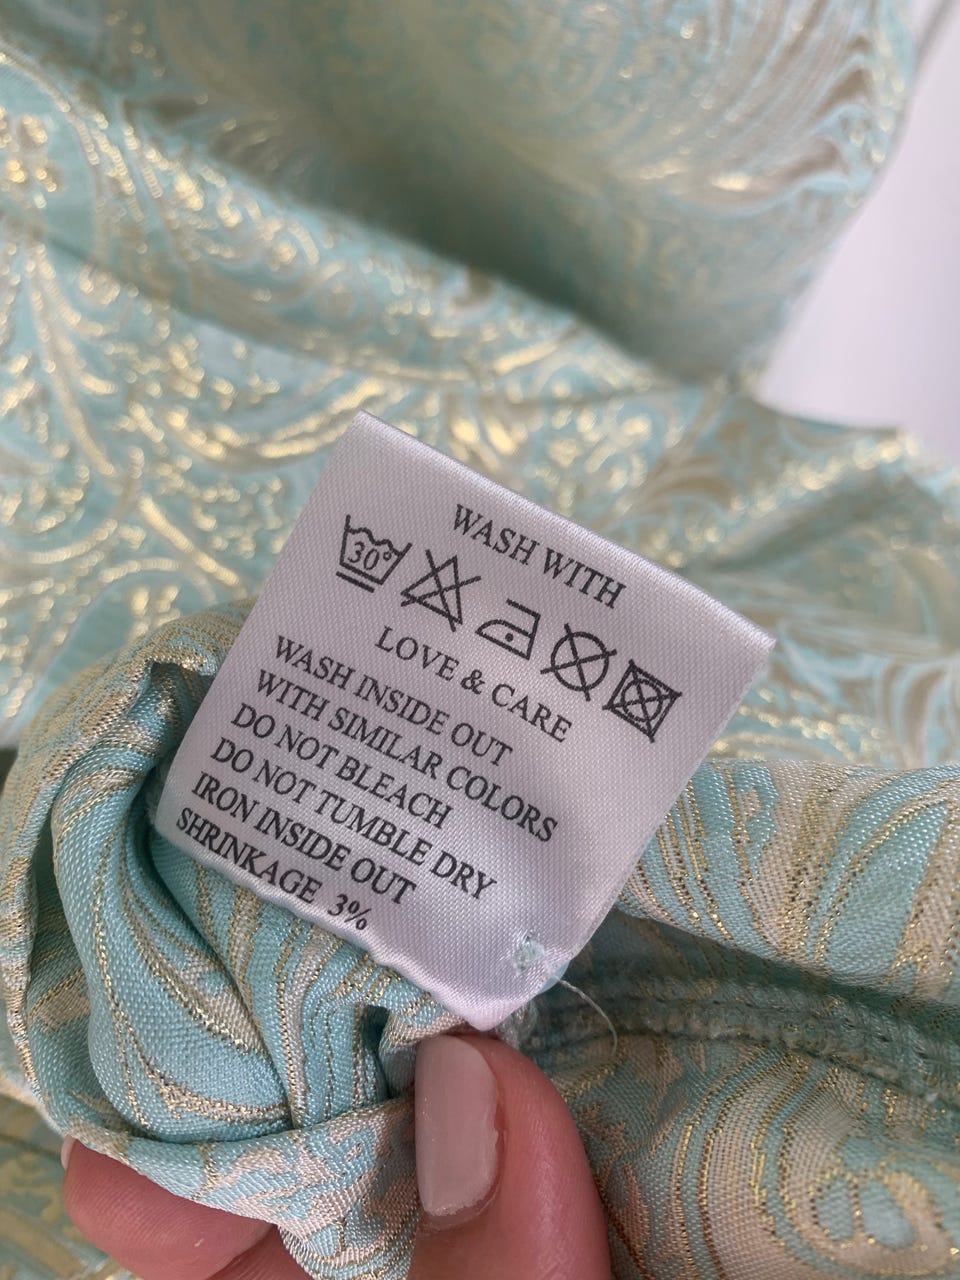 WASH WITH
30°
LOVE & CARE
WASH INSIDE OUT
WITH SIMILAR COLORS
DO NOT BLEACH
DO NOT TUMBLE DRY
IRON INSIDE OUT
SHRINKAGE 3%